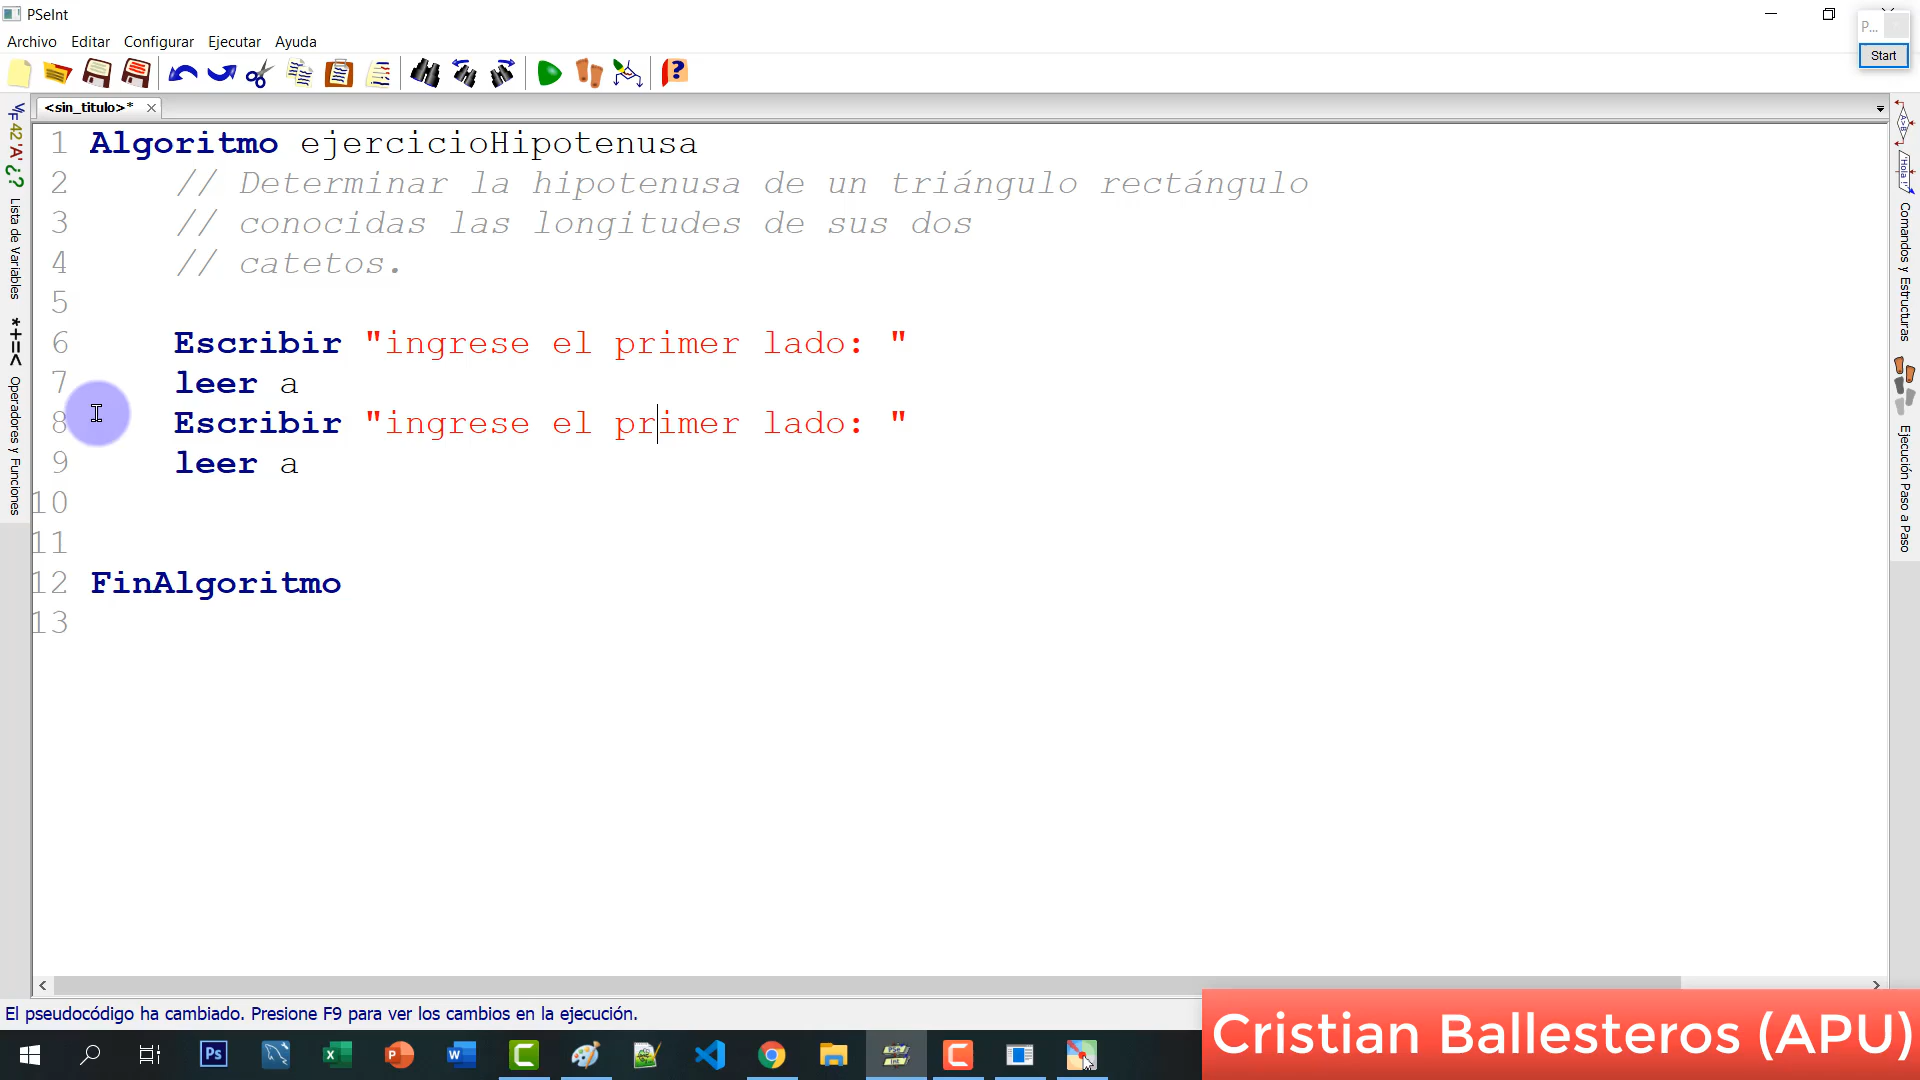 PSeInt
P...
Archivo Editar Configurar Ejecutar Ayuda
Start
<sin_titulo>*
1 Algoritmo ejercicioHipotenusa
2 // Determinar la hipotenusa de un triángulo rectángulo
3 // conocidas las longitudes de sus dos
4 // catetos.
5
6 Escribir "ingrese el primer lado: "
7 leer a
8 Escribir "ingrese el primer lado: "
9 leer a
10
11
12 FinAlgoritmo
13
42 'A' ¿? Lista de Variables
*+=< Operadores y Funciones
A>B
"Hola !"
Comandos y Estructuras
Ejecución Paso a Paso
El pseudocódigo ha cambiado. Presione F9 para ver los cambios en la ejecución.
Cristian Ballesteros (APU)